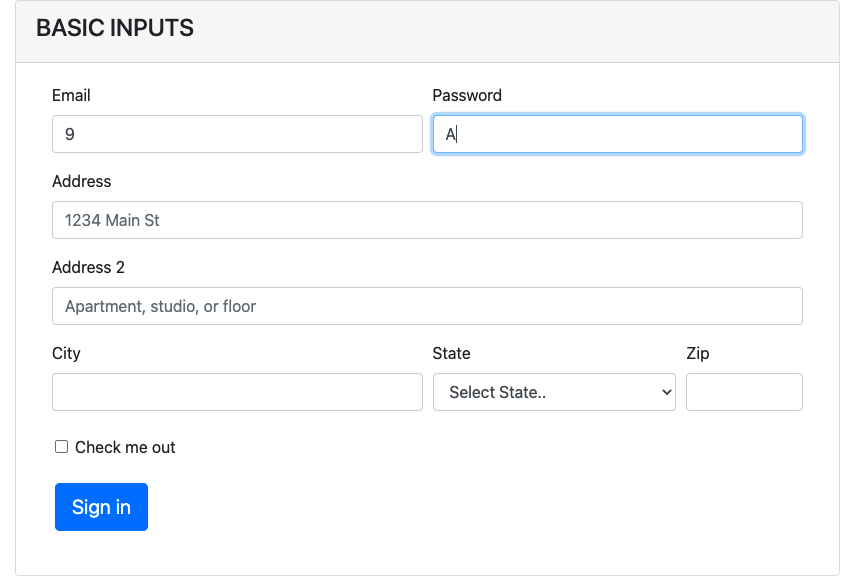 BASIC INPUTS
Email Password
9 A
Address
1234 Main St
Address 2
Apartment, studio, or floor
City State Zip
Select State..
Check me out
Sign in